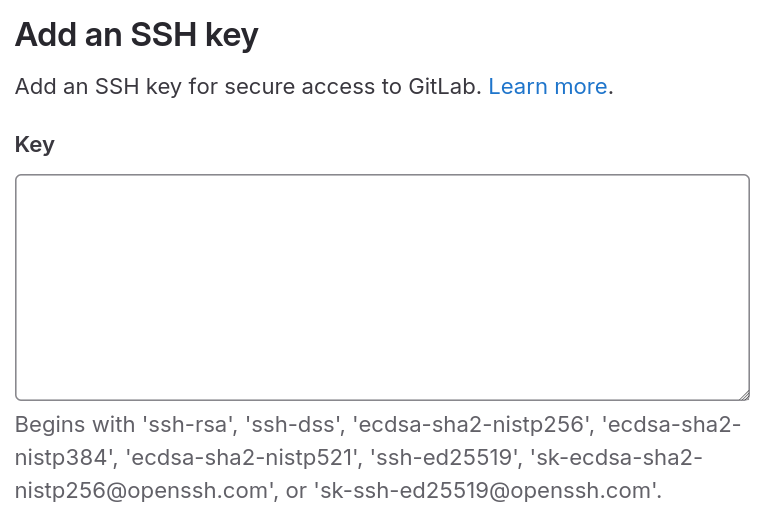 Add an SSH key
Add an SSH key for secure access to GitLab. Learn more.
Key
Begins with 'ssh-rsa', 'ssh-dss', 'ecdsa-sha2-nistp256', 'ecdsa-sha2-
nistp384', 'ecdsa-sha2-nistp521', 'ssh-ed25519', 'sk-ecdsa-sha2-
nistp256@openssh.com', or 'sk-ssh-ed25519@openssh.com'.